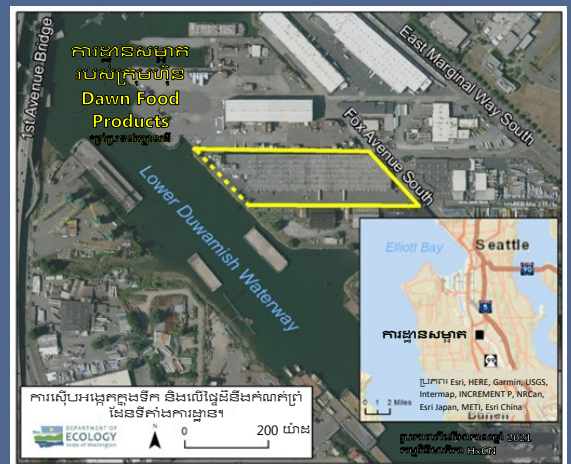 ការដ្ឋានសម្អាត
របស់ក្រុមហ៊ុន
Dawn Food
Products
1st Avenue Bridge
East Marginal Way South
Fox Avenue South
Lower Duwamish Waterway
Elliott Bay
Seattle
90
5
ការដ្ឋានសម្អាត
99
ប្រភព៖ Esri, HERE, Garmin, USGS,
Intermap, INCREMENT P, NRCan,
Esri Japan, METI, Esri China
0 1 2 Miles
ការស៊ើបអង្កេតក្នុងទឹក និងលើផ្ទៃដីនឹងកំណត់ព្រំ
ដែនទីតាំងការដ្ឋាន។
DEPARTMENT OF
ECOLOGY
State of Washington
N
0 200 យ៉ាដ
2021
HxCN